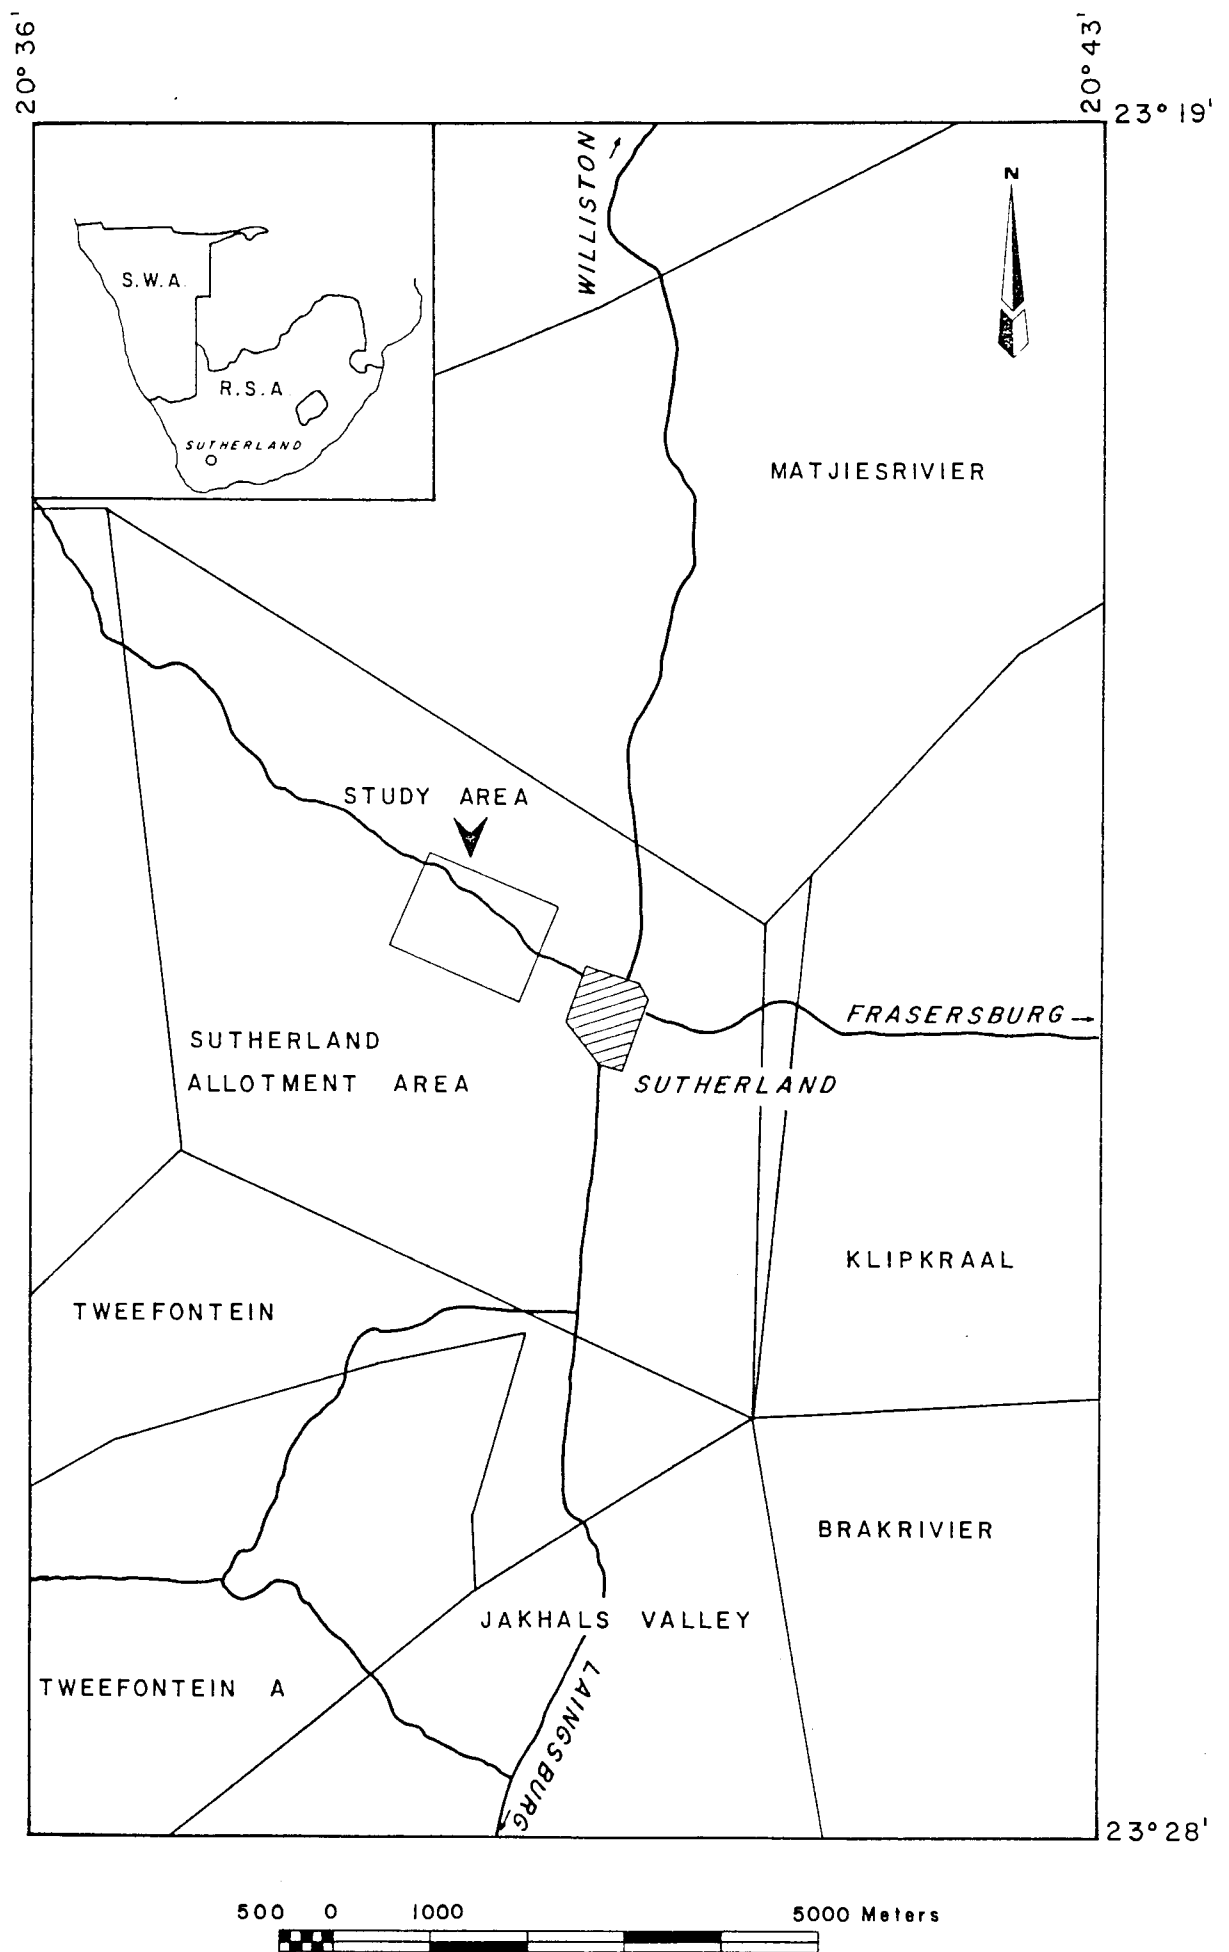 20° 36'
20° 43'
23° 19'
WILLISTON
N
S.W.A.
R.S.A.
SUTHERLAND
MATJIESRIVIER
STUDY AREA
FRASERSBURG
SUTHERLAND
ALLOTMENT AREA
SUTHERLAND
KLIPKRAAL
TWEEFONTEIN
BRAKRIVIER
JAKHALS VALLEY
TWEEFONTEIN A
LAINGSBURG
23° 28'
500 0 1000 5000 Meters